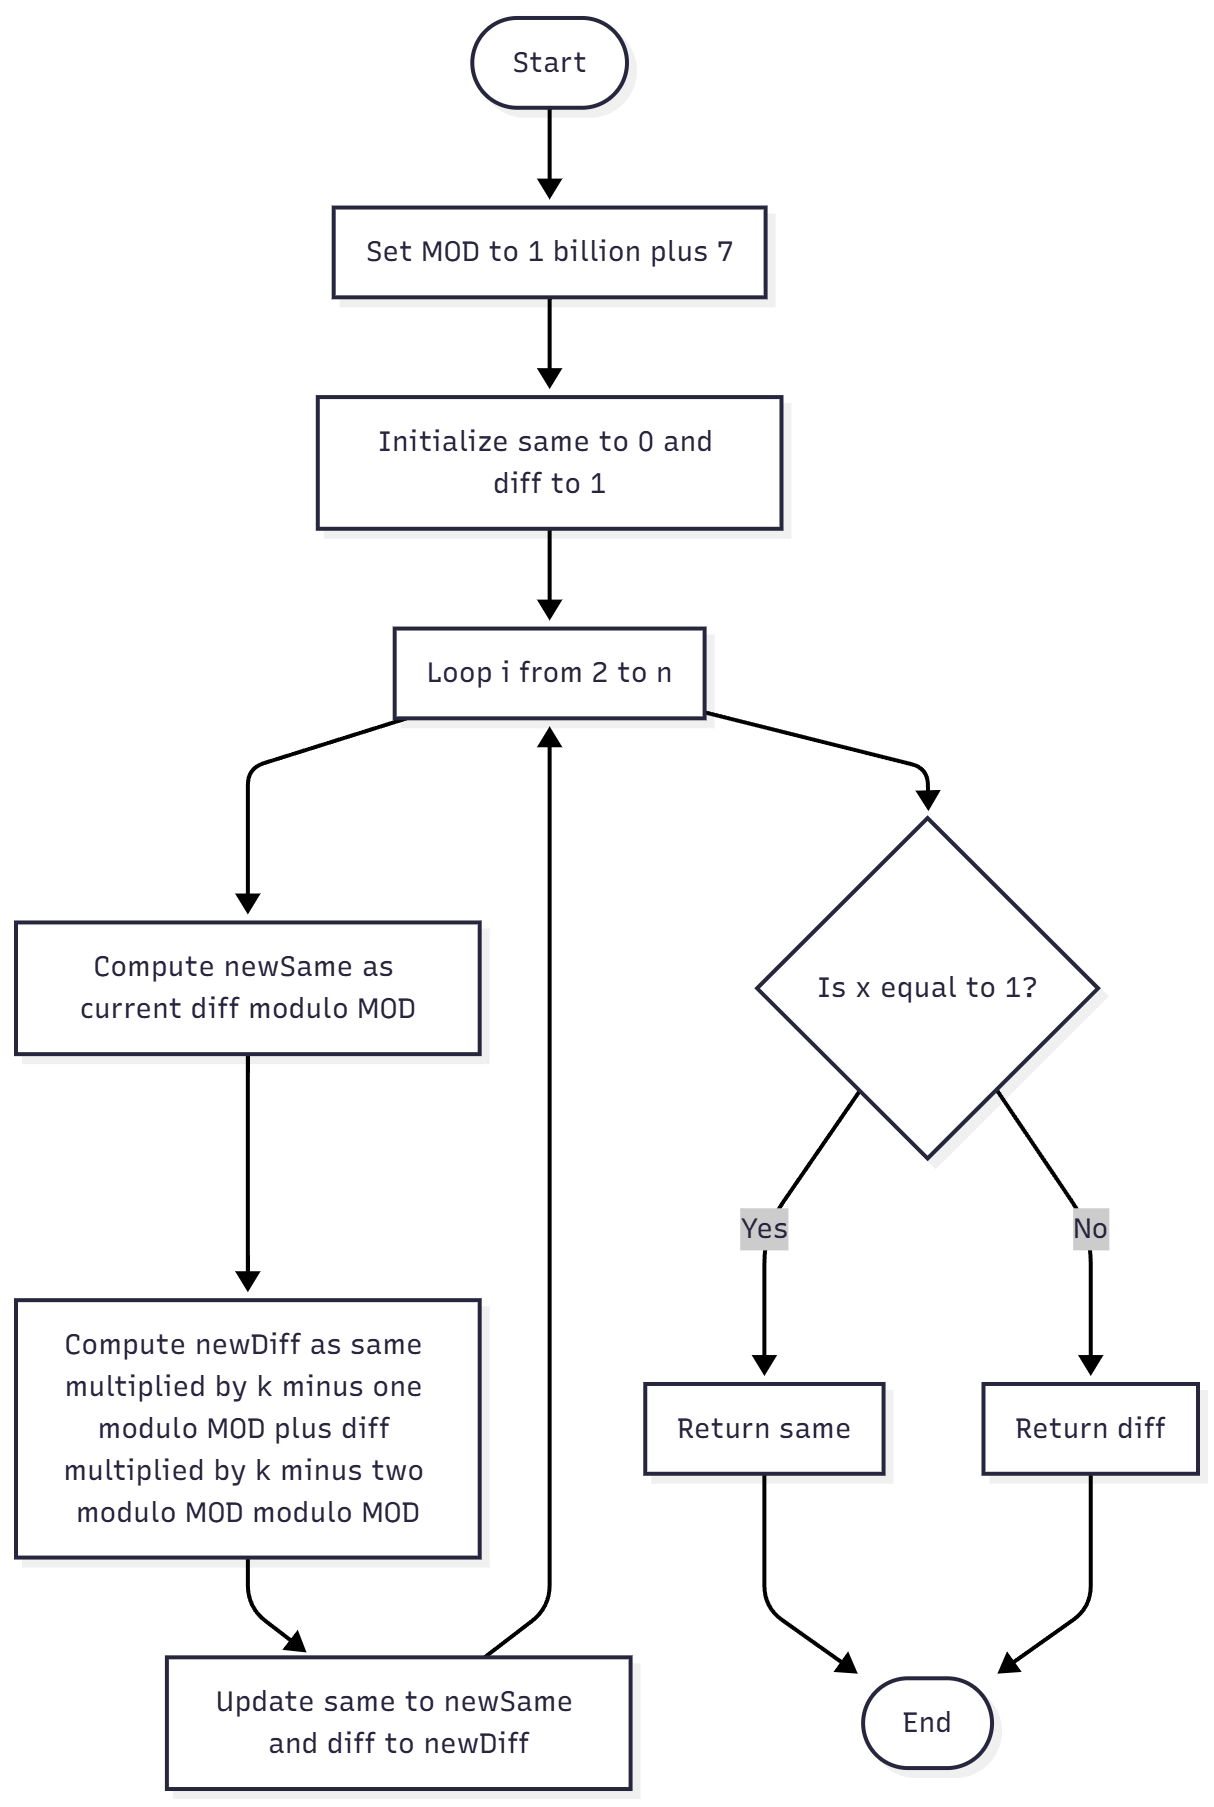 Start
Set MOD to 1 billion plus 7
Initialize same to 0 and
diff to 1
Loop i from 2 to n
Compute newSame as
current diff modulo MOD
Is x equal to 1?
Yes
No
Compute newDiff as same
multiplied by k minus one
modulo MOD plus diff
multiplied by k minus two
modulo MOD modulo MOD
Return same
Return diff
Update same to newSame
and diff to newDiff
End